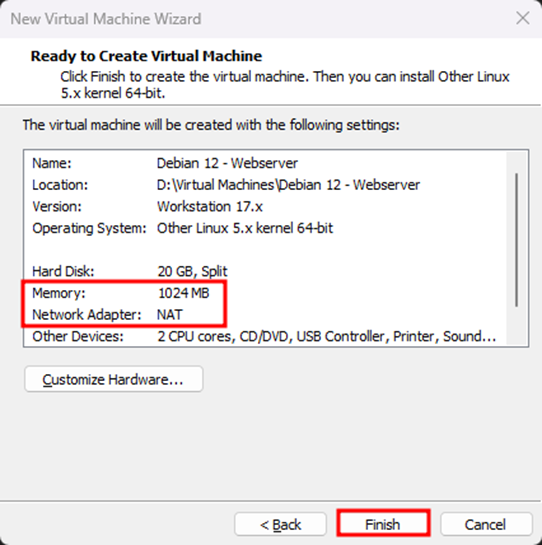 New Virtual Machine Wizard
Ready to Create Virtual Machine
Click Finish to create the virtual machine. Then you can install Other Linux
5.x kernel 64-bit.
The virtual machine will be created with the following settings:
Name: Debian 12 - Webserver
Location: D:\Virtual Machines\Debian 12 - Webserver
Version: Workstation 17.x
Operating System: Other Linux 5.x kernel 64-bit
Hard Disk: 20 GB, Split
Memory: 1024 MB
Network Adapter: NAT
Other Devices: 2 CPU cores, CD/DVD, USB Controller, Printer, Sound...
Customize Hardware...
< Back Finish Cancel